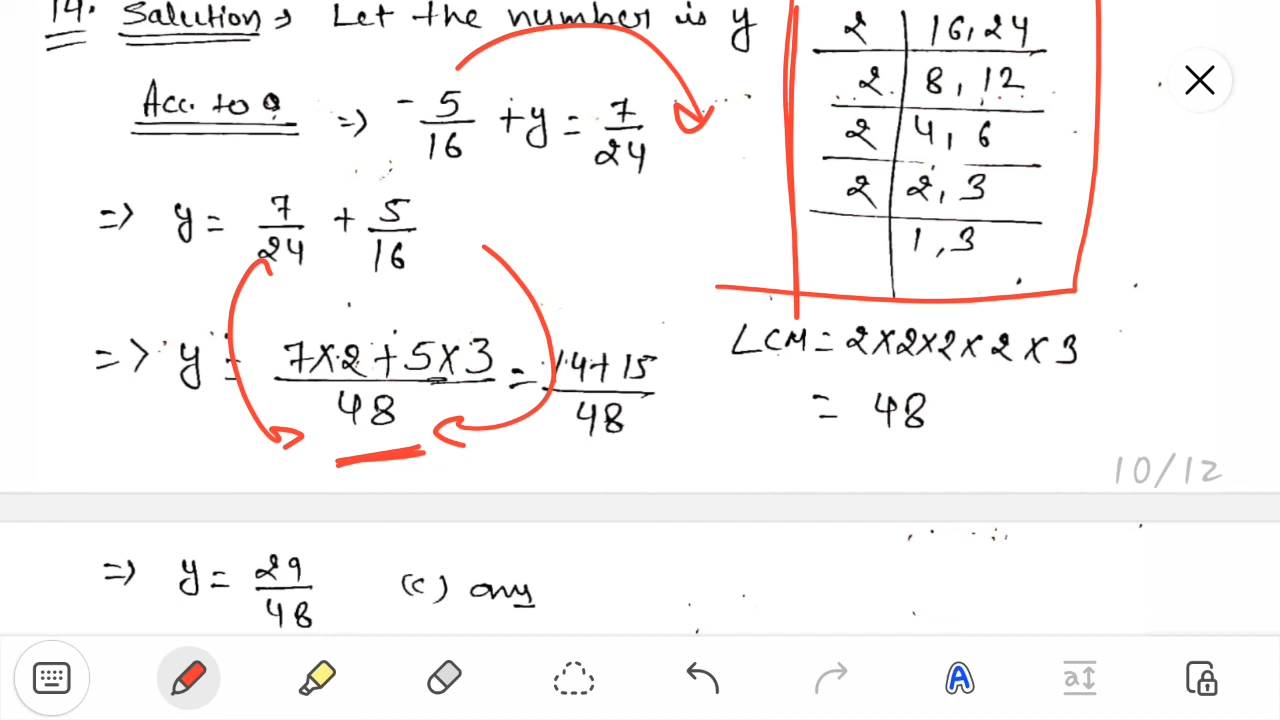 14. Solution => Let the number is y
Acc. to Q => -5/16 + y = 7/24
=> y = 7/24 + 5/16
=> y = 7×2+5×3/48 = 14+15/48
2 | 16, 24
2 | 8, 12
2 | 4, 6
2 | 2, 3
1, 3
LCM = 2×2×2×2×3
= 48
10/12
=> y = 29/48 (c) ans
A
a